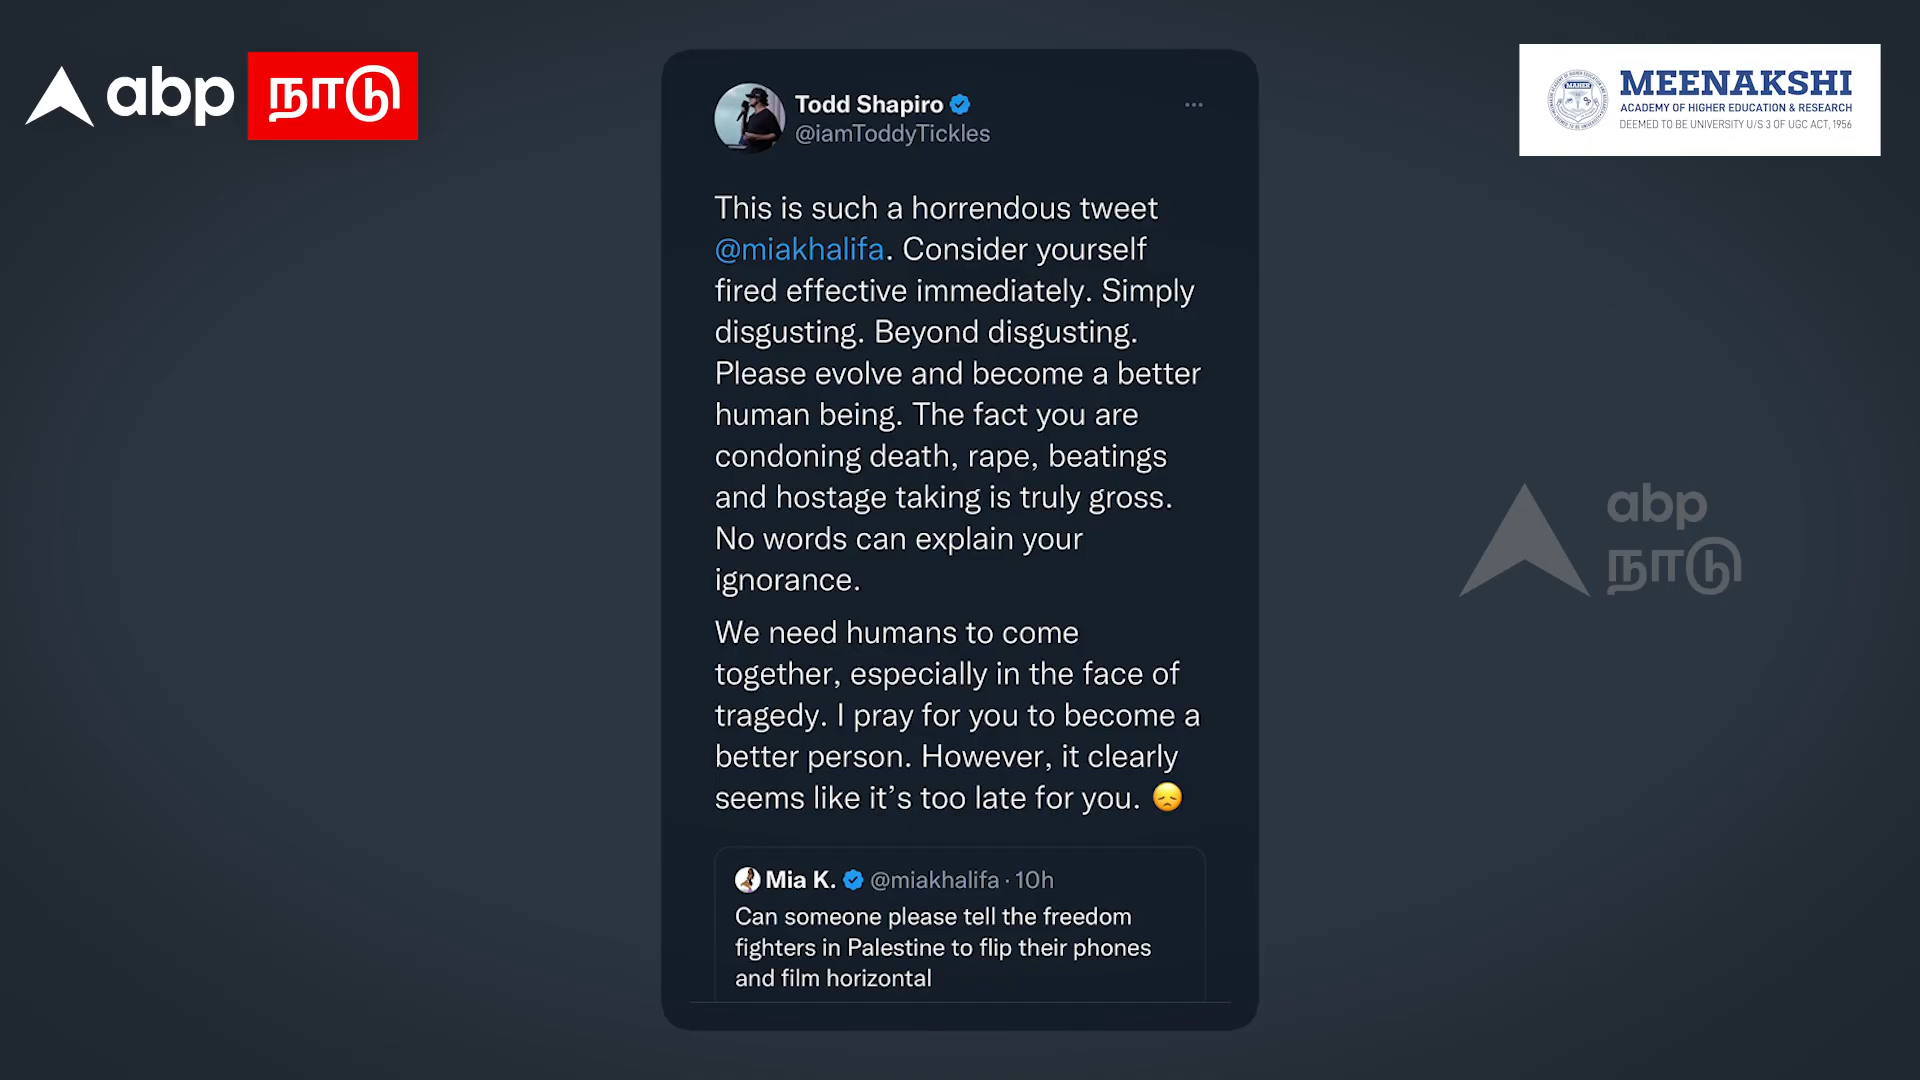 abp நாடு
MEENAKSHI
ACADEMY OF HIGHER EDUCATION & RESEARCH
DEEMED TO BE UNIVERSITY U/S 3 OF UGC ACT, 1956
MAHER
Todd Shapiro
@iamToddyTickles
This is such a horrendous tweet
@miakhalifa. Consider yourself
fired effective immediately. Simply
disgusting. Beyond disgusting.
Please evolve and become a better
human being. The fact you are
condoning death, rape, beatings
and hostage taking is truly gross.
No words can explain your
ignorance.
We need humans to come
together, especially in the face of
tragedy. I pray for you to become a
better person. However, it clearly
seems like it’s too late for you. 😞
Mia K. @miakhalifa · 10h
Can someone please tell the freedom
fighters in Palestine to flip their phones
and film horizontal
abp
நாடு